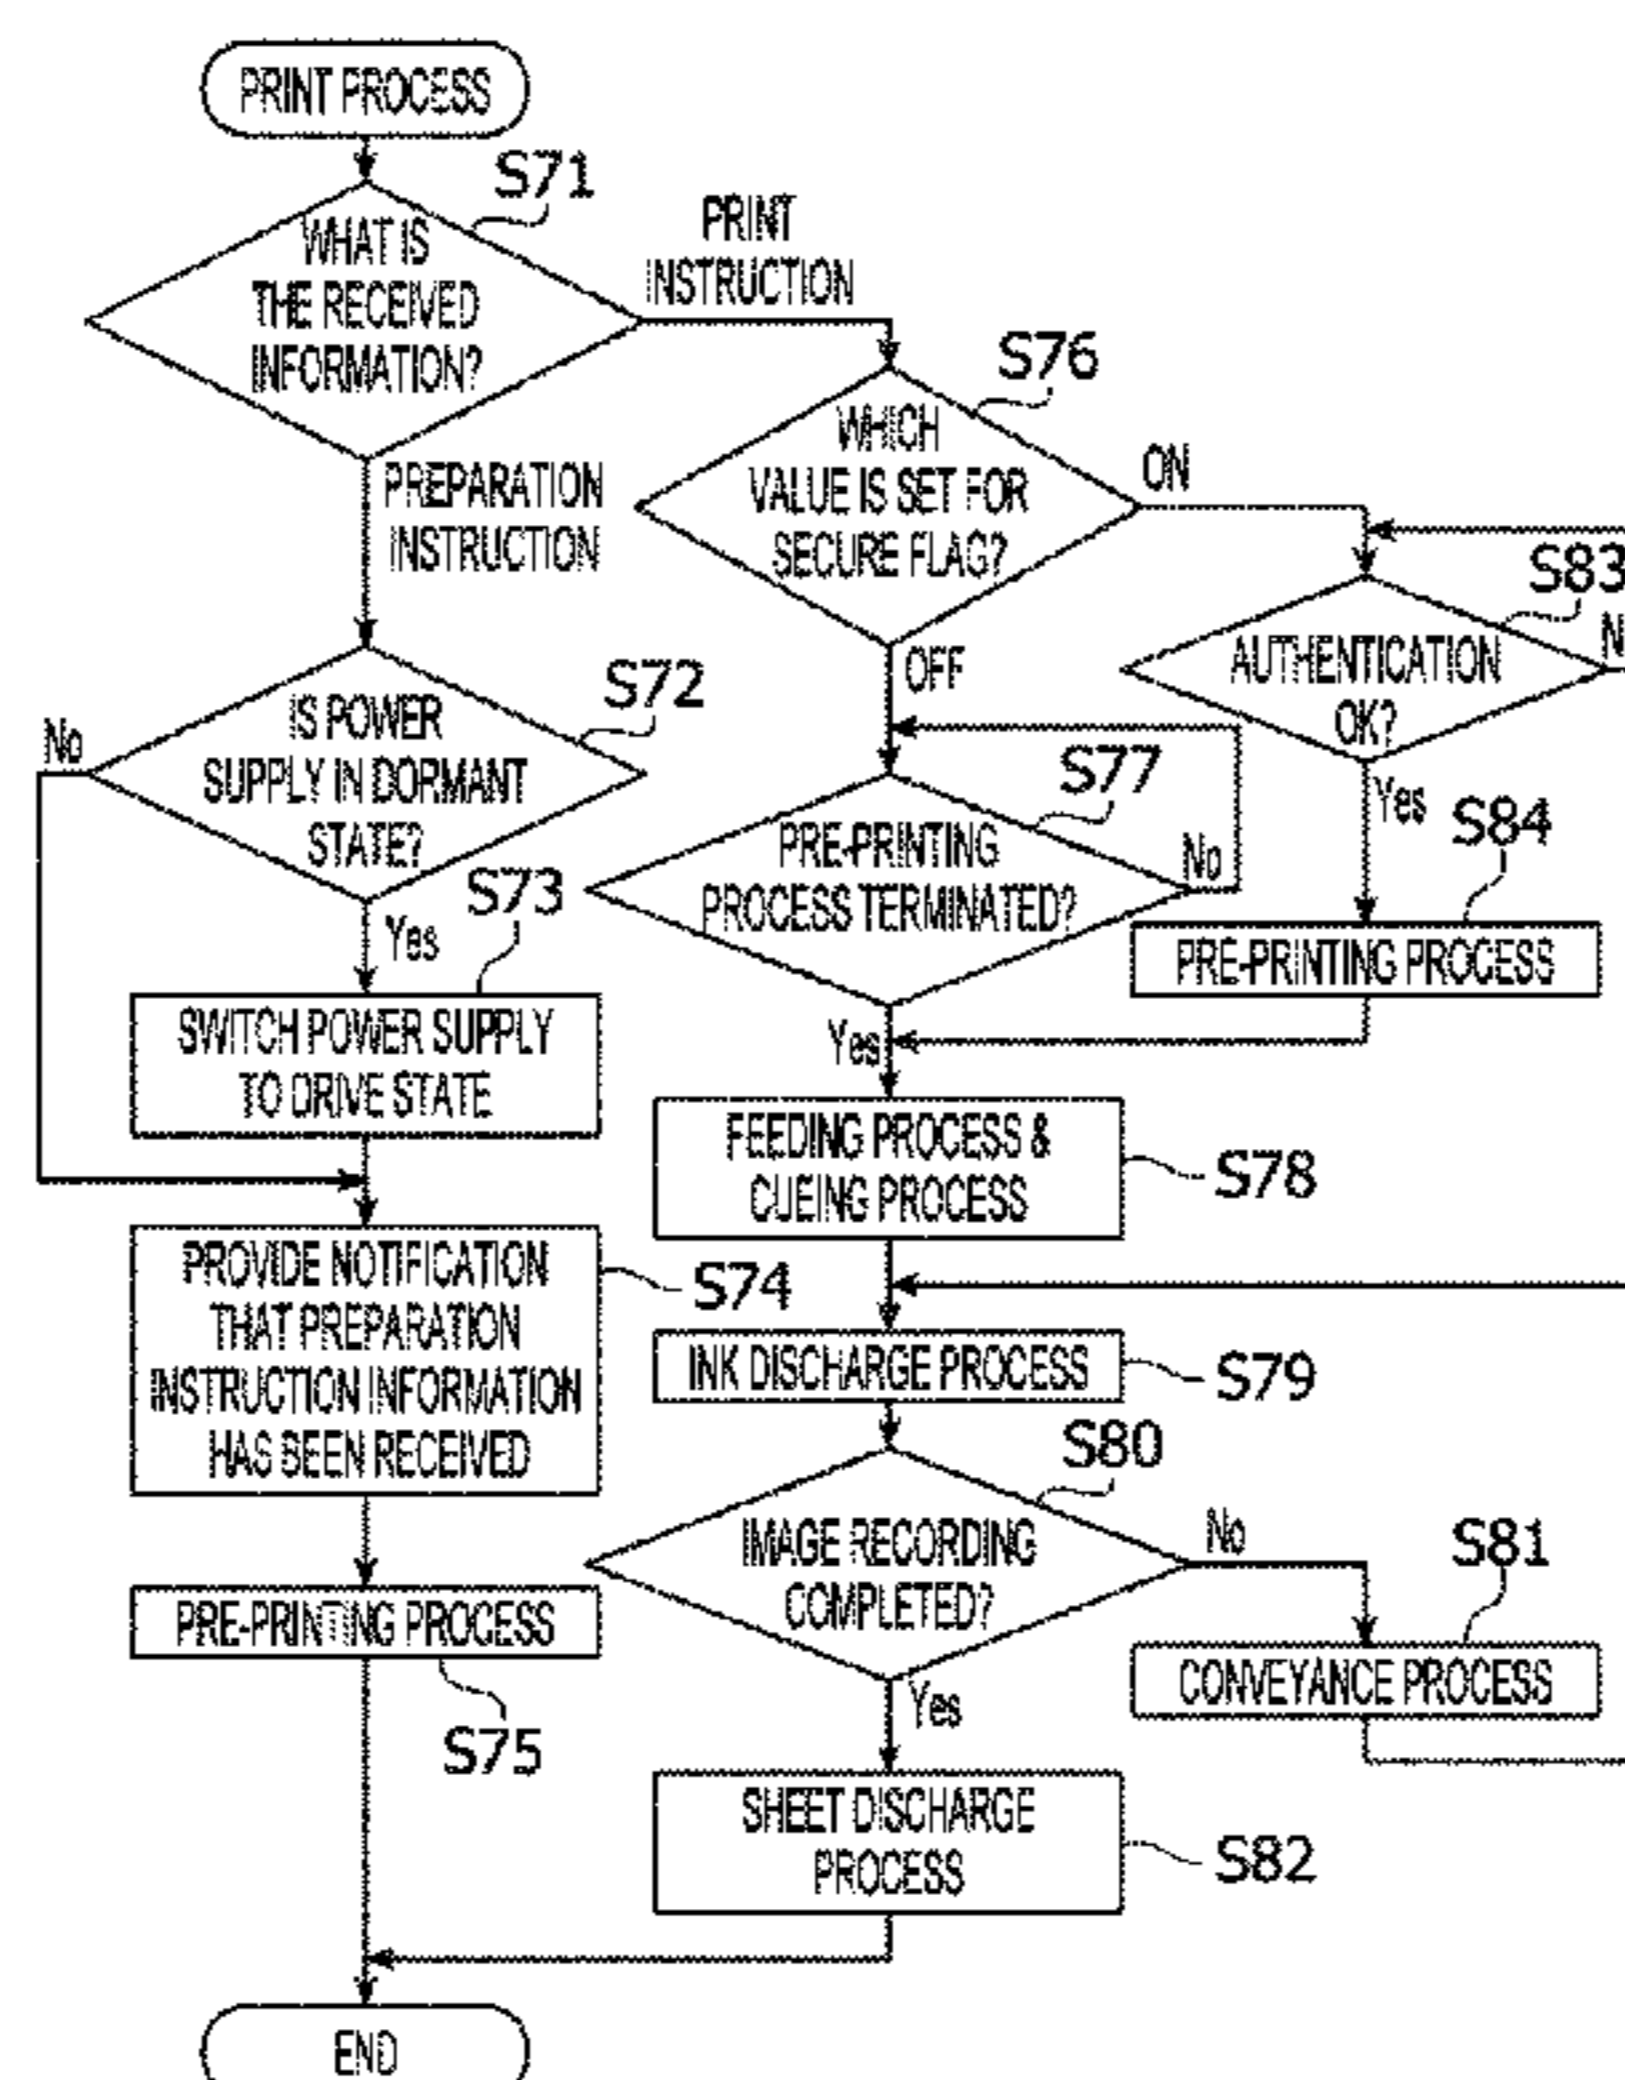 PRINT PROCESS
S71
WHAT IS
THE RECEIVED
INFORMATION?
PRINT
INSTRUCTION
PREPARATION
INSTRUCTION
S76
WHICH
VALUE IS SET FOR
SECURE FLAG?
ON
OFF
S83
AUTHENTICATION
OK?
N
Yes
S72
IS POWER
SUPPLY IN DORMANT
STATE?
No
Yes
S77
PRE-PRINTING
PROCESS TERMINATED?
No
Yes
S84
PRE-PRINTING PROCESS
S73
SWITCH POWER SUPPLY
TO DRIVE STATE
FEEDING PROCESS &
CUEING PROCESS
S78
PROVIDE NOTIFICATION
THAT PREPARATION
INSTRUCTION INFORMATION
HAS BEEN RECEIVED
S74
INK DISCHARGE PROCESS
S79
S80
IMAGE RECORDING
COMPLETED?
No
Yes
S81
CONVEYANCE PROCESS
PRE-PRINTING PROCESS
S75
SHEET DISCHARGE
PROCESS
S82
END